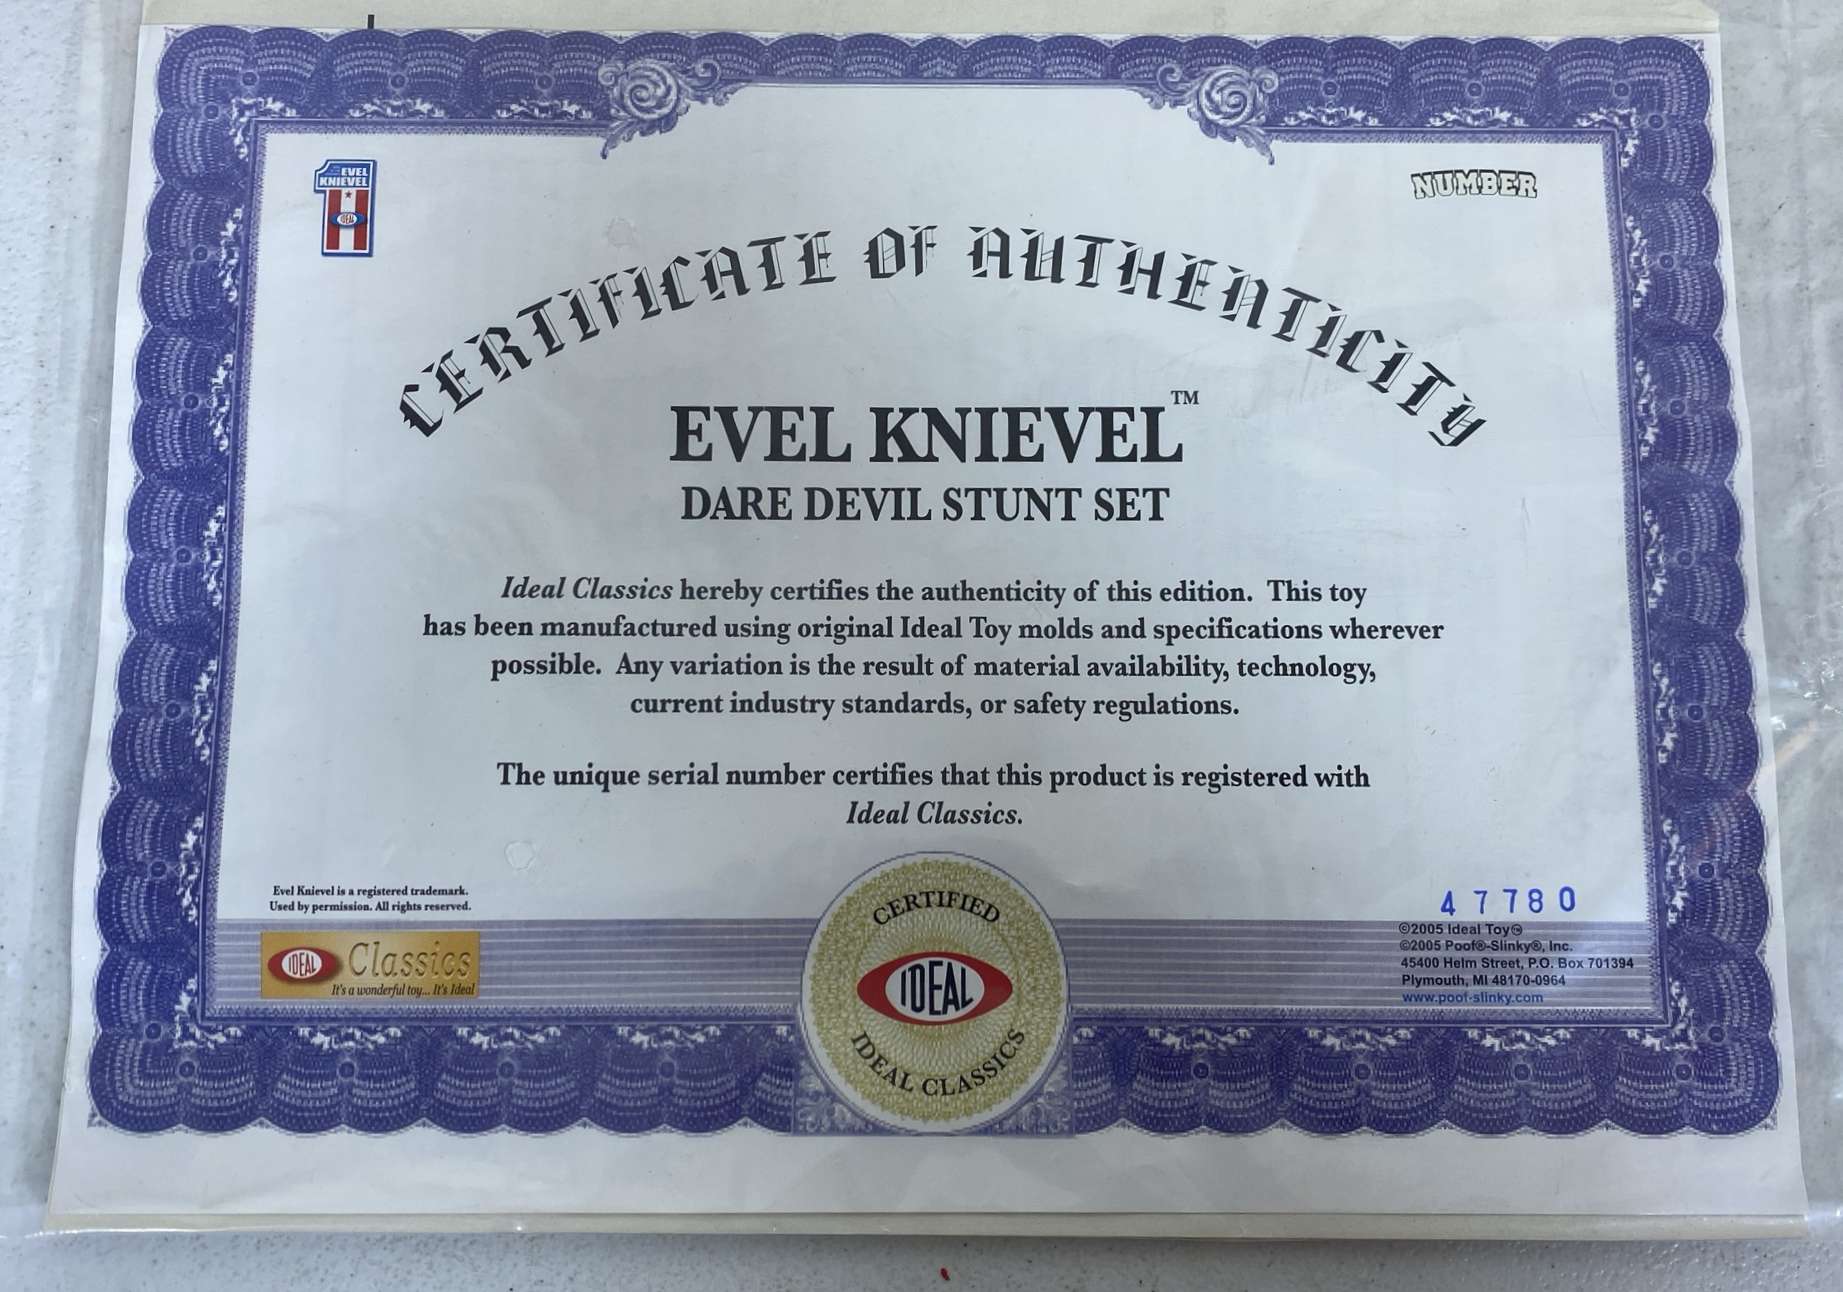 EVEL
KNIEVEL
IDEAL
NUMBER
CERTIFICATE OF AUTHENTICITY
EVEL KNIEVEL™
DARE DEVIL STUNT SET
Ideal Classics hereby certifies the authenticity of this edition. This toy
has been manufactured using original Ideal Toy molds and specifications wherever
possible. Any variation is the result of material availability, technology,
current industry standards, or safety regulations.
The unique serial number certifies that this product is registered with
Ideal Classics.
Evel Knievel is a registered trademark.
Used by permission. All rights reserved.
IDEAL Classics
It's a wonderful toy... It's Ideal
CERTIFIED
IDEAL
IDEAL CLASSICS
47780
©2005 Ideal Toy™
©2005 Poof®-Slinky®, Inc.
45400 Helm Street, P.O. Box 701394
Plymouth, MI 48170-0964
www.poof-slinky.com